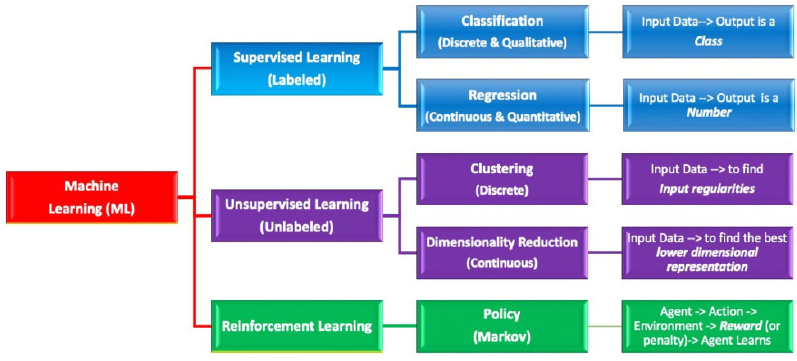 Machine
Learning (ML)
Supervised Learning
(Labeled)
Classification
(Discrete & Qualitative)
Input Data--> Output is a
Class
Regression
(Continuous & Quantitative)
Input Data --> Output is a
Number
Unsupervised Learning
(Unlabeled)
Clustering
(Discrete)
Input Data --> to find
Input regularities
Dimensionality Reduction
(Continuous)
Input Data --> to find the best
lower dimensional
representation
Reinforcement Learning
Policy
(Markov)
Agent -> Action ->
Environment -> Reward (or
penalty)-> Agent Learns